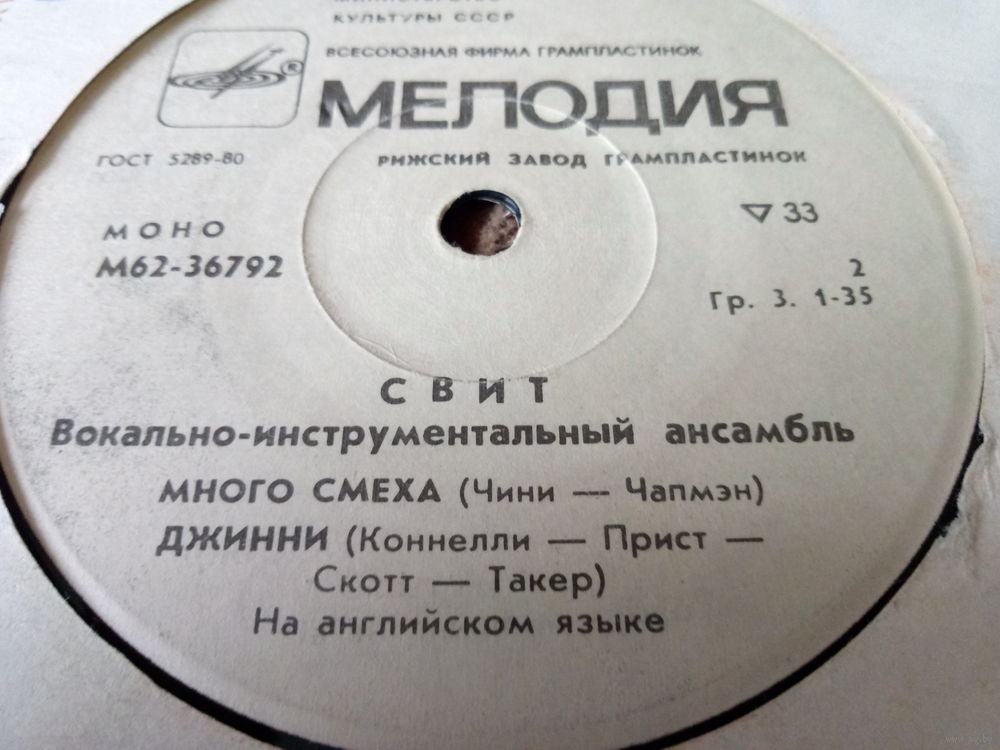 КУЛЬТУРЫ СССР
ВСЕСОЮЗНАЯ ФИРМА ГРАМПЛАСТИНОК
®
МЕЛОДИЯ
ГОСТ 5289-80
РИЖСКИЙ ЗАВОД ГРАМПЛАСТИНОК
▽ 33
МОНО
М62-36792
2
Гр. 3. 1-35
СВИТ
Вокально-инструментальный ансамбль
МНОГО СМЕХА (Чини — Чапмэн)
ДЖИННИ (Коннелли — Прист —
Скотт — Такер)
На английском языке